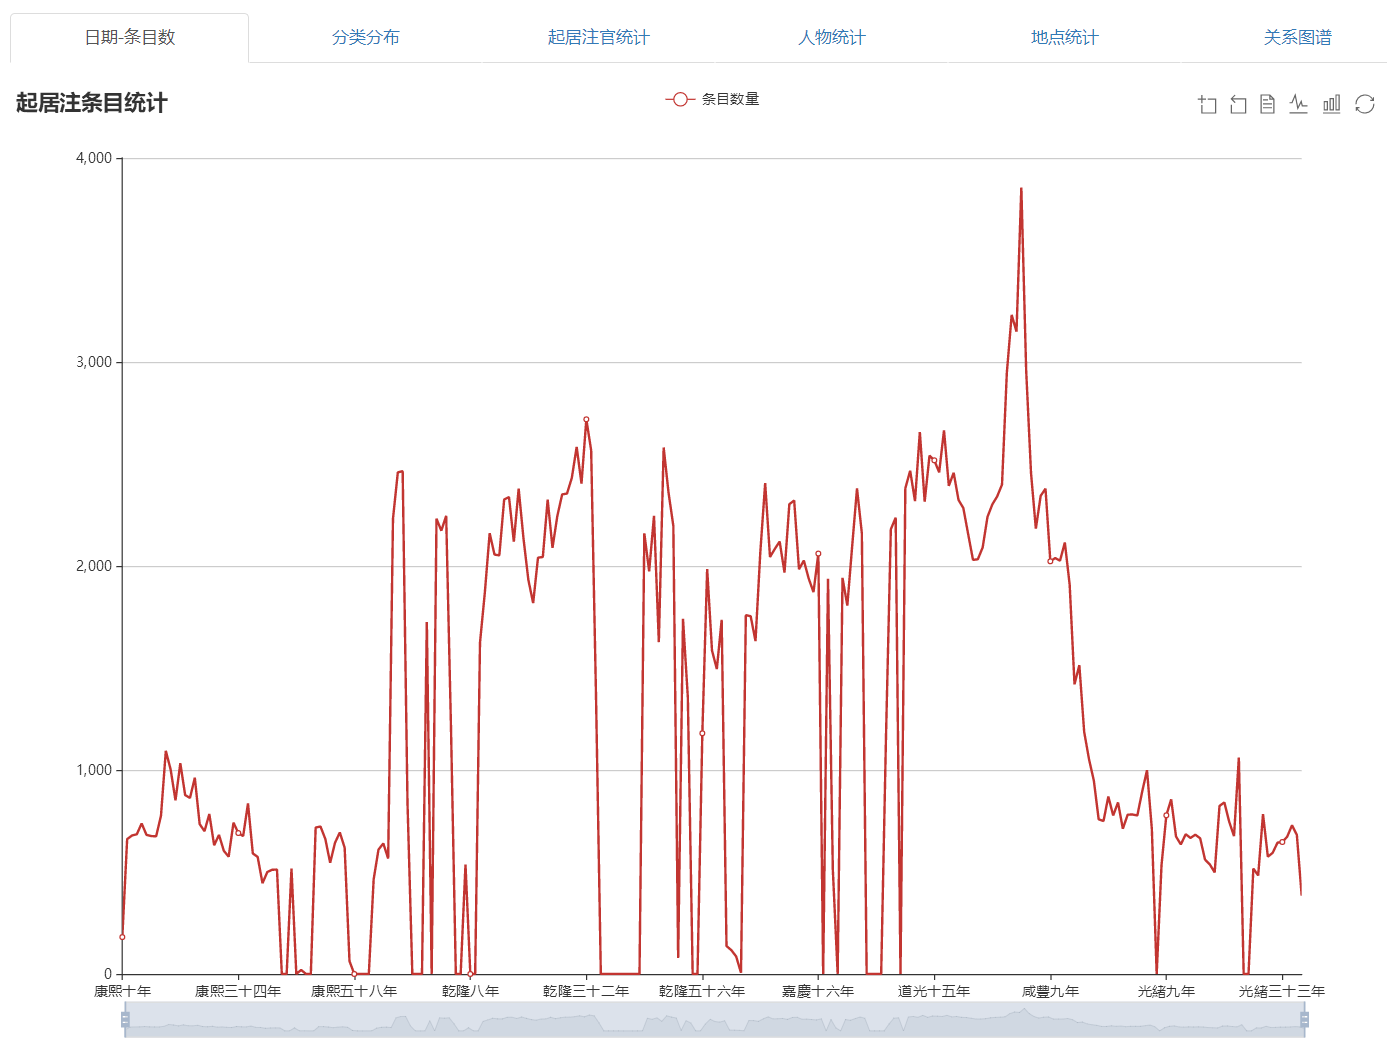 日期-条目数
分类分布
起居注官统计
人物统计
地点统计
关系图谱
起居注条目统计
条目数量
4,000
3,000
2,000
1,000
0
康熙十年
康熙三十四年
康熙五十八年
乾隆八年
乾隆三十二年
乾隆五十六年
嘉慶十六年
道光十五年
咸豐九年
光緒九年
光緒三十三年